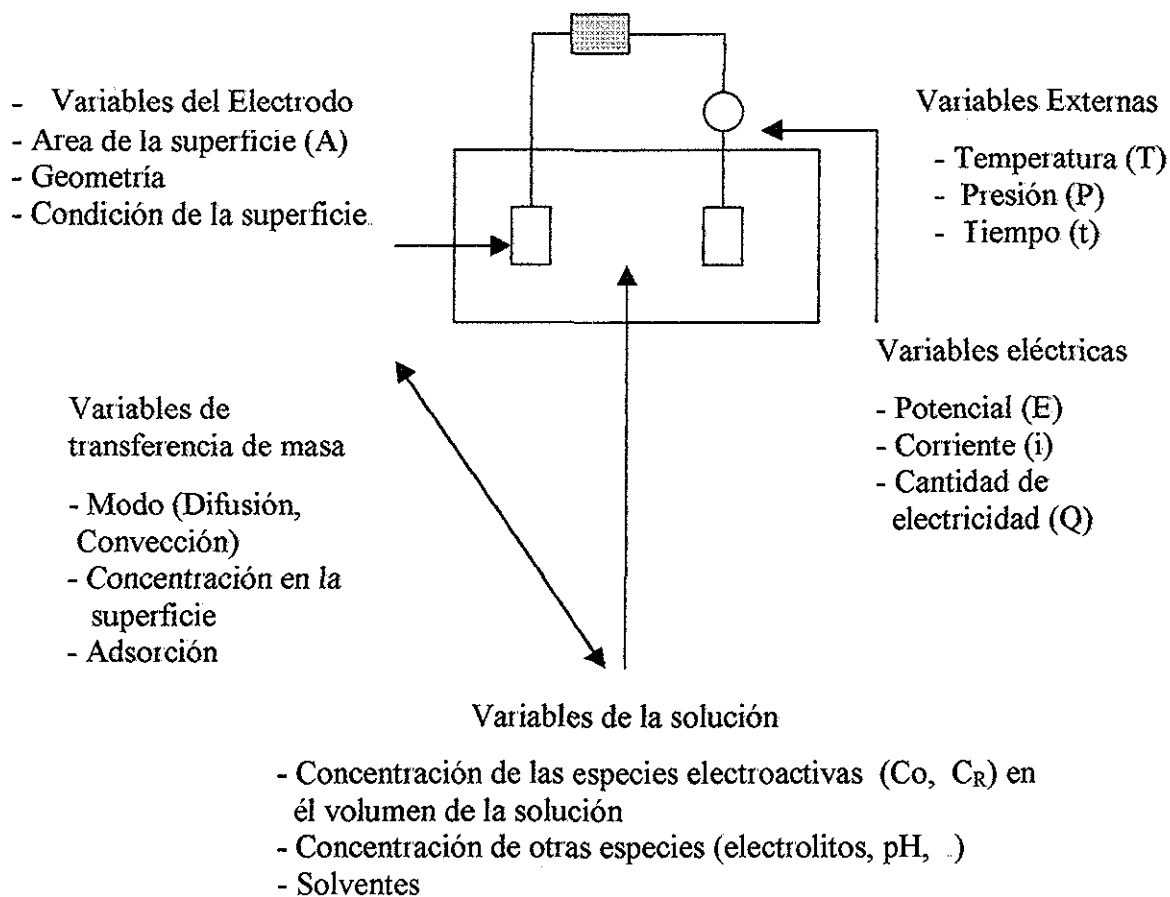 - Variables del Electrodo
- Area de la superficie (A)
- Geometría
- Condición de la superficie
Variables Externas
- Temperatura (T)
- Presión (P)
- Tiempo (t)
Variables eléctricas
- Potencial (E)
- Corriente (i)
- Cantidad de
electricidad (Q)
Variables de
transferencia de masa
- Modo (Difusión,
Convección)
- Concentración en la
superficie
- Adsorción
Variables de la solución
- Concentración de las especies electroactivas (Co, C_R) en
él volumen de la solución
- Concentración de otras especies (electrolitos, pH, ..)
- Solventes